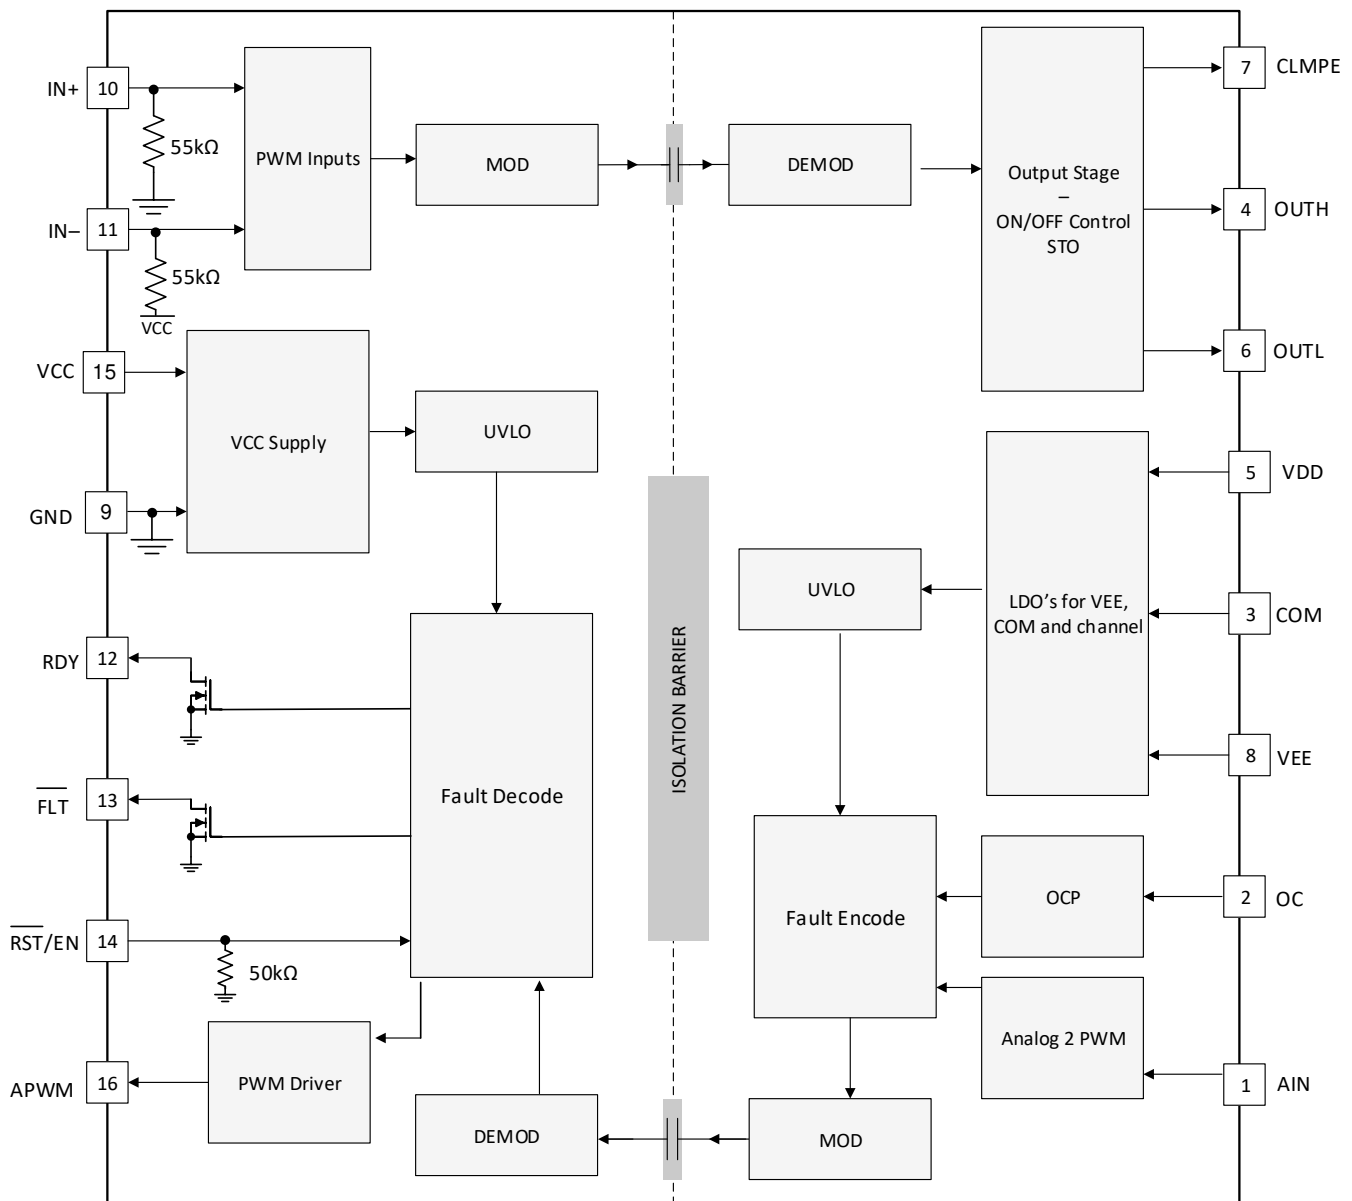 IN+
10
55kΩ
IN–
11
55kΩ
VCC
PWM Inputs
MOD
DEMOD
Output Stage
–
ON/OFF Control
STO
7
CLMPE
4
OUTH
6
OUTL
VCC
15
GND
9
VCC Supply
UVLO
ISOLATION BARRIER
UVLO
LDO's for VEE,
COM and channel
5
VDD
3
COM
8
VEE
RDY
12
FLT
13
RST/EN
14
50kΩ
Fault Decode
Fault Encode
OCP
2
OC
Analog 2 PWM
1
AIN
APWM
16
PWM Driver
DEMOD
MOD